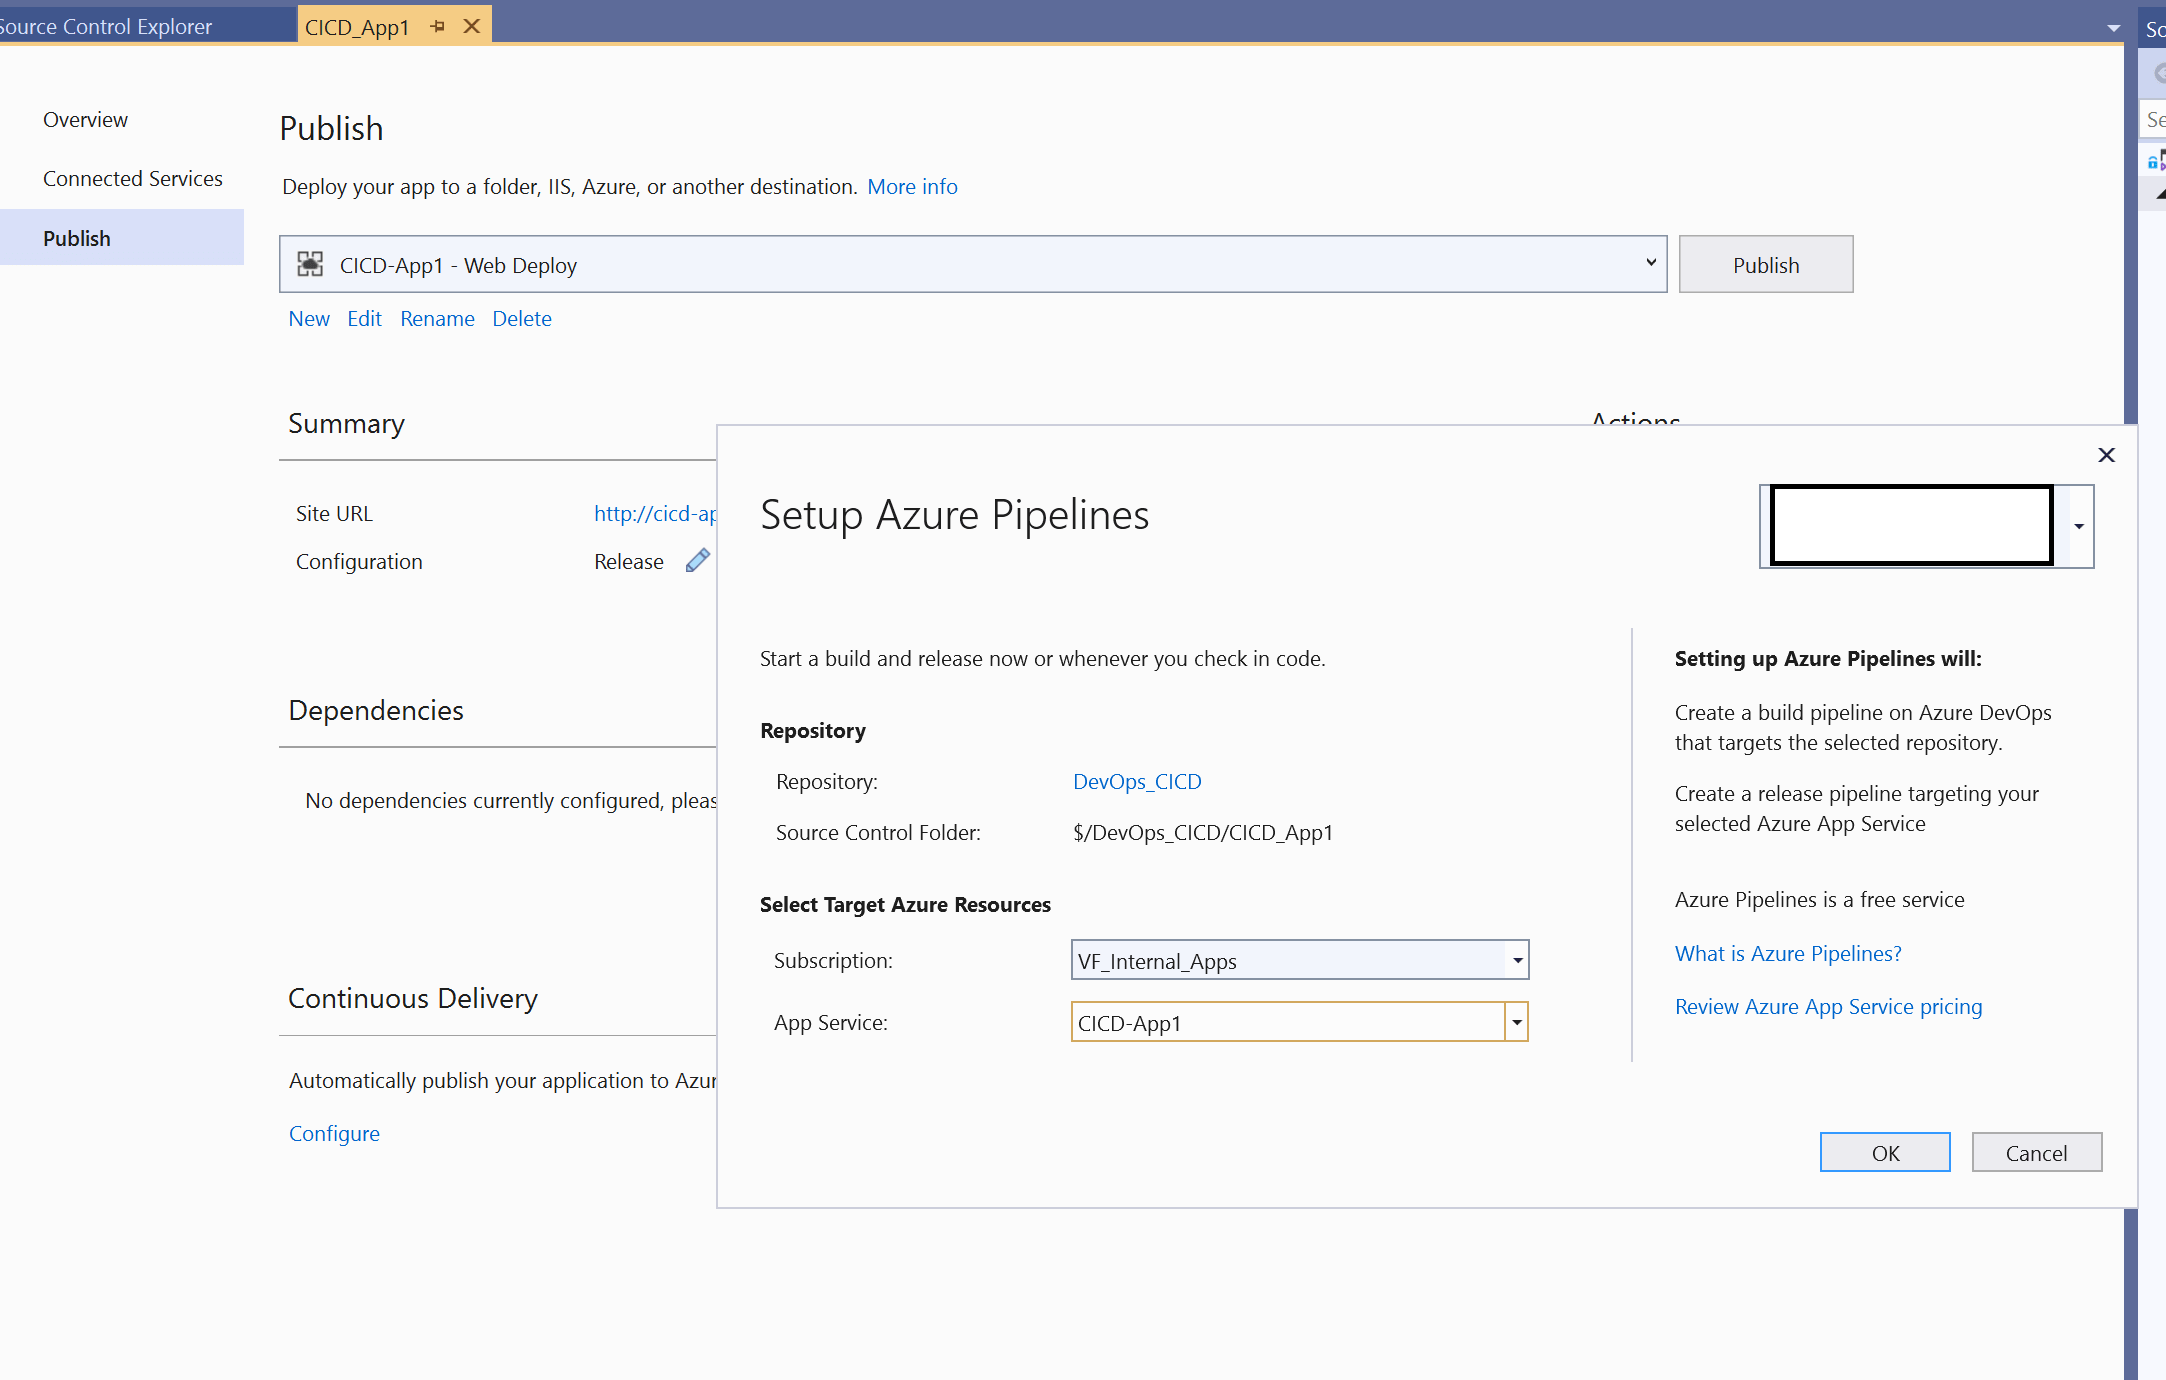 Source Control Explorer
CICD_App1
So
Se
Overview
Connected Services
Publish
Publish
Deploy your app to a folder, IIS, Azure, or another destination. More info
CICD-App1 - Web Deploy
Publish
New Edit Rename Delete
Summary
Actions
Site URL
http://cicd-ap
Configuration
Release
Dependencies
No dependencies currently configured, pleas
Continuous Delivery
Automatically publish your application to Azur
Configure
Setup Azure Pipelines
Start a build and release now or whenever you check in code.
Repository
Repository:
DevOps_CICD
Source Control Folder:
$/DevOps_CICD/CICD_App1
Select Target Azure Resources
Subscription:
VF_Internal_Apps
App Service:
CICD-App1
Setting up Azure Pipelines will:
Create a build pipeline on Azure DevOps
that targets the selected repository.
Create a release pipeline targeting your
selected Azure App Service
Azure Pipelines is a free service
What is Azure Pipelines?
Review Azure App Service pricing
OK
Cancel